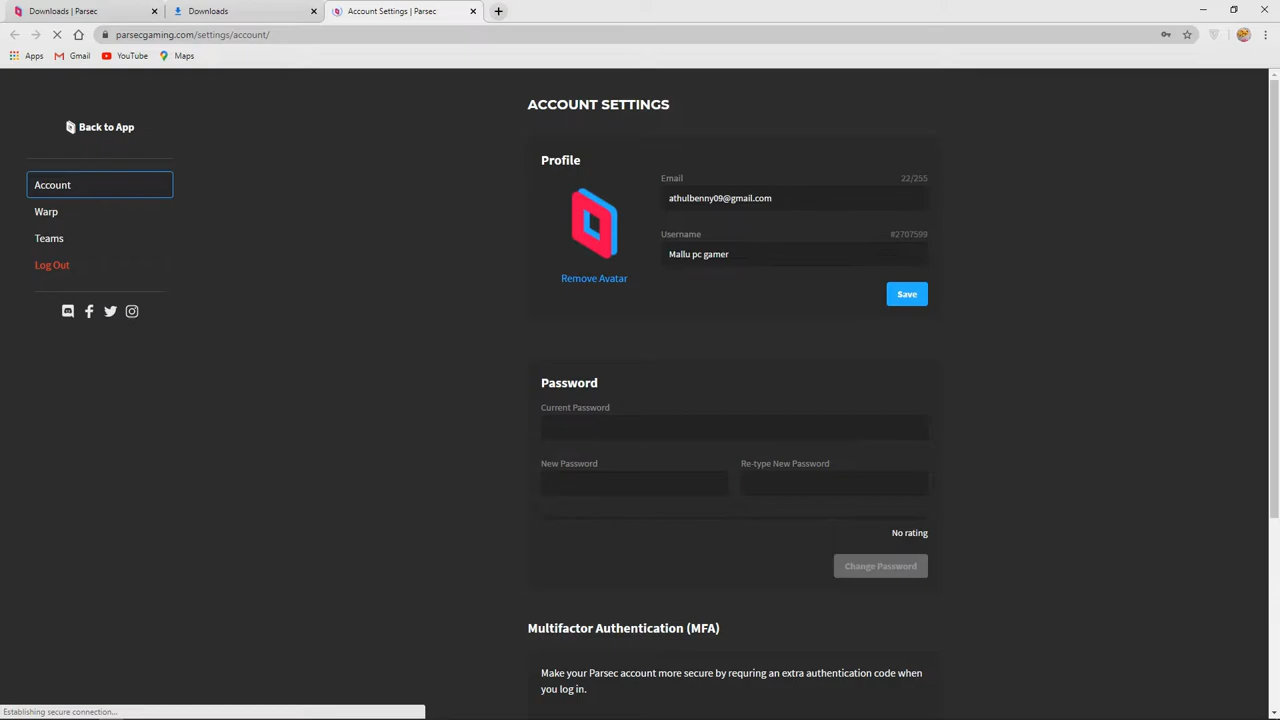 Downloads | Parsec
Downloads
Account Settings | Parsec
parsecgaming.com/settings/account/
Apps Gmail YouTube Maps
Back to App
Account
Warp
Teams
Log Out
ACCOUNT SETTINGS
Profile
Email 22/255
athulbenny09@gmail.com
Username #2707599
Mallu pc gamer
Remove Avatar
Save
Password
Current Password
New Password Re-type New Password
No rating
Change Password
Multifactor Authentication (MFA)
Make your Parsec account more secure by requring an extra authentication code when
you log in.
Establishing secure connection...